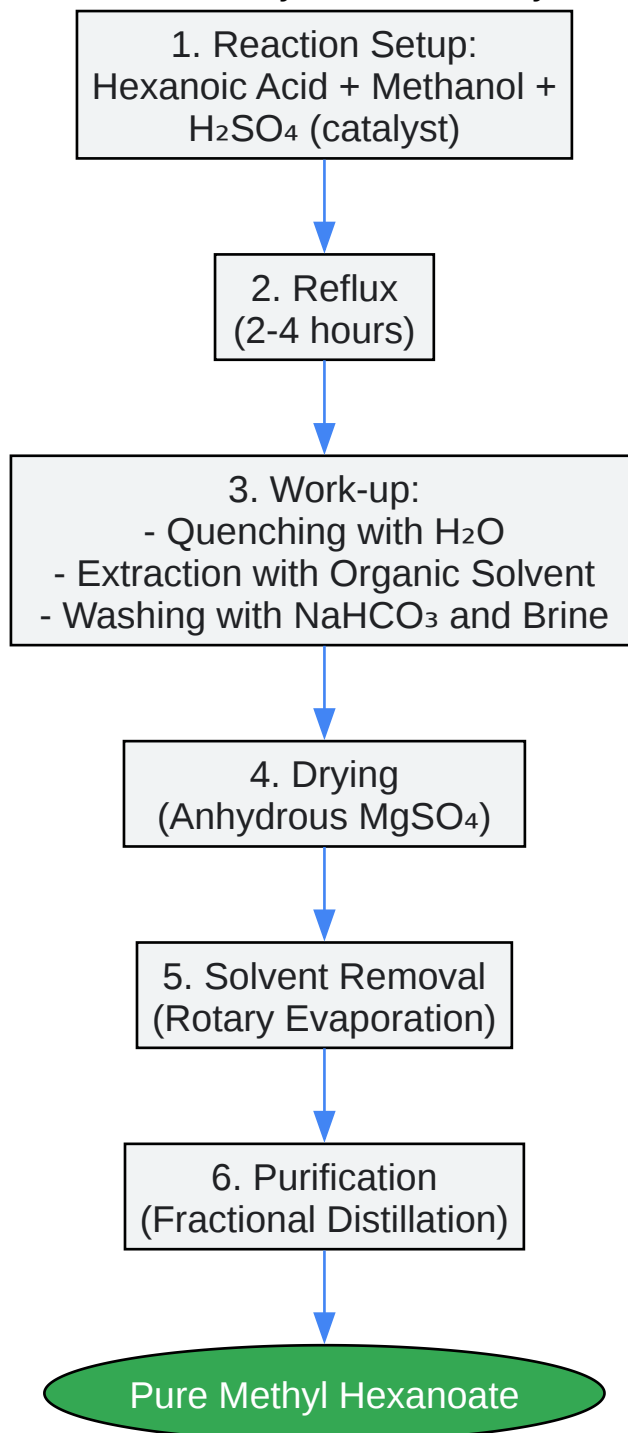 1. Reaction Setup:
Hexanoic Acid + Methanol +
H₂SO₄ (catalyst)
2. Reflux
(2-4 hours)
3. Work-up:
- Quenching with H₂O
- Extraction with Organic Solvent
- Washing with NaHCO₃ and Brine
4. Drying
(Anhydrous MgSO₄)
5. Solvent Removal
(Rotary Evaporation)
6. Purification
(Fractional Distillation)
Pure Methyl Hexanoate